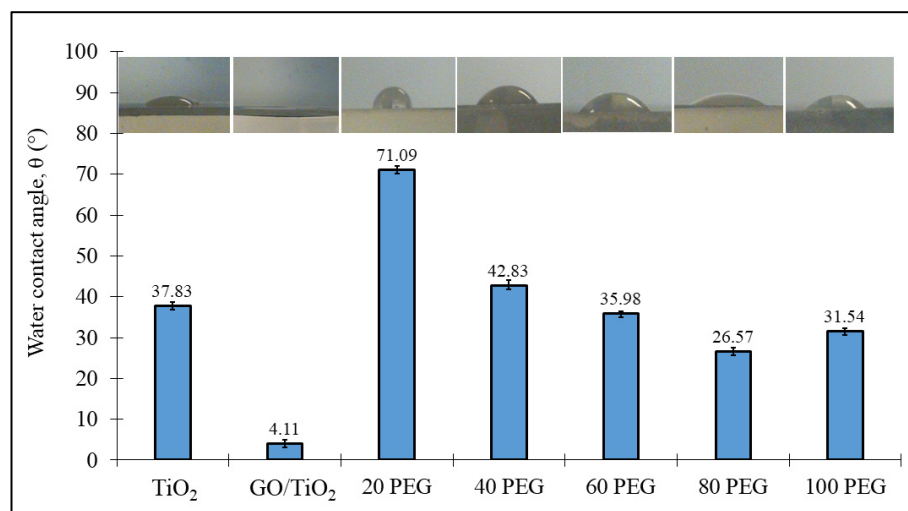 Water contact angle, θ (°)
100
90
80
70
60
50
40
30
20
10
0
37.83
4.11
71.09
42.83
35.98
26.57
31.54
TiO₂
GO/TiO₂
20 PEG
40 PEG
60 PEG
80 PEG
100 PEG